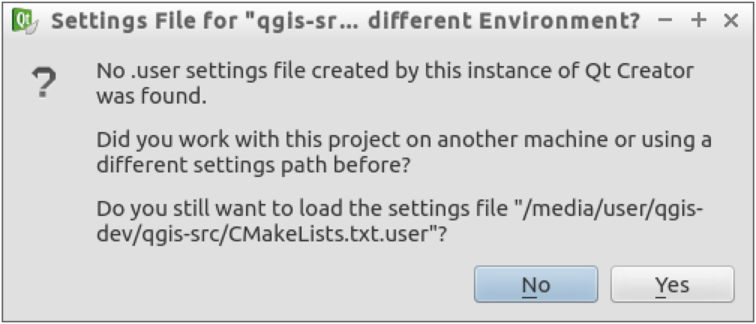 Settings File for "qgis-sr... different Environment?
No .user settings file created by this instance of Qt Creator
was found.
Did you work with this project on another machine or using a
different settings path before?
Do you still want to load the settings file "/media/user/qgis-
dev/qgis-src/CMakeLists.txt.user"?
No Yes